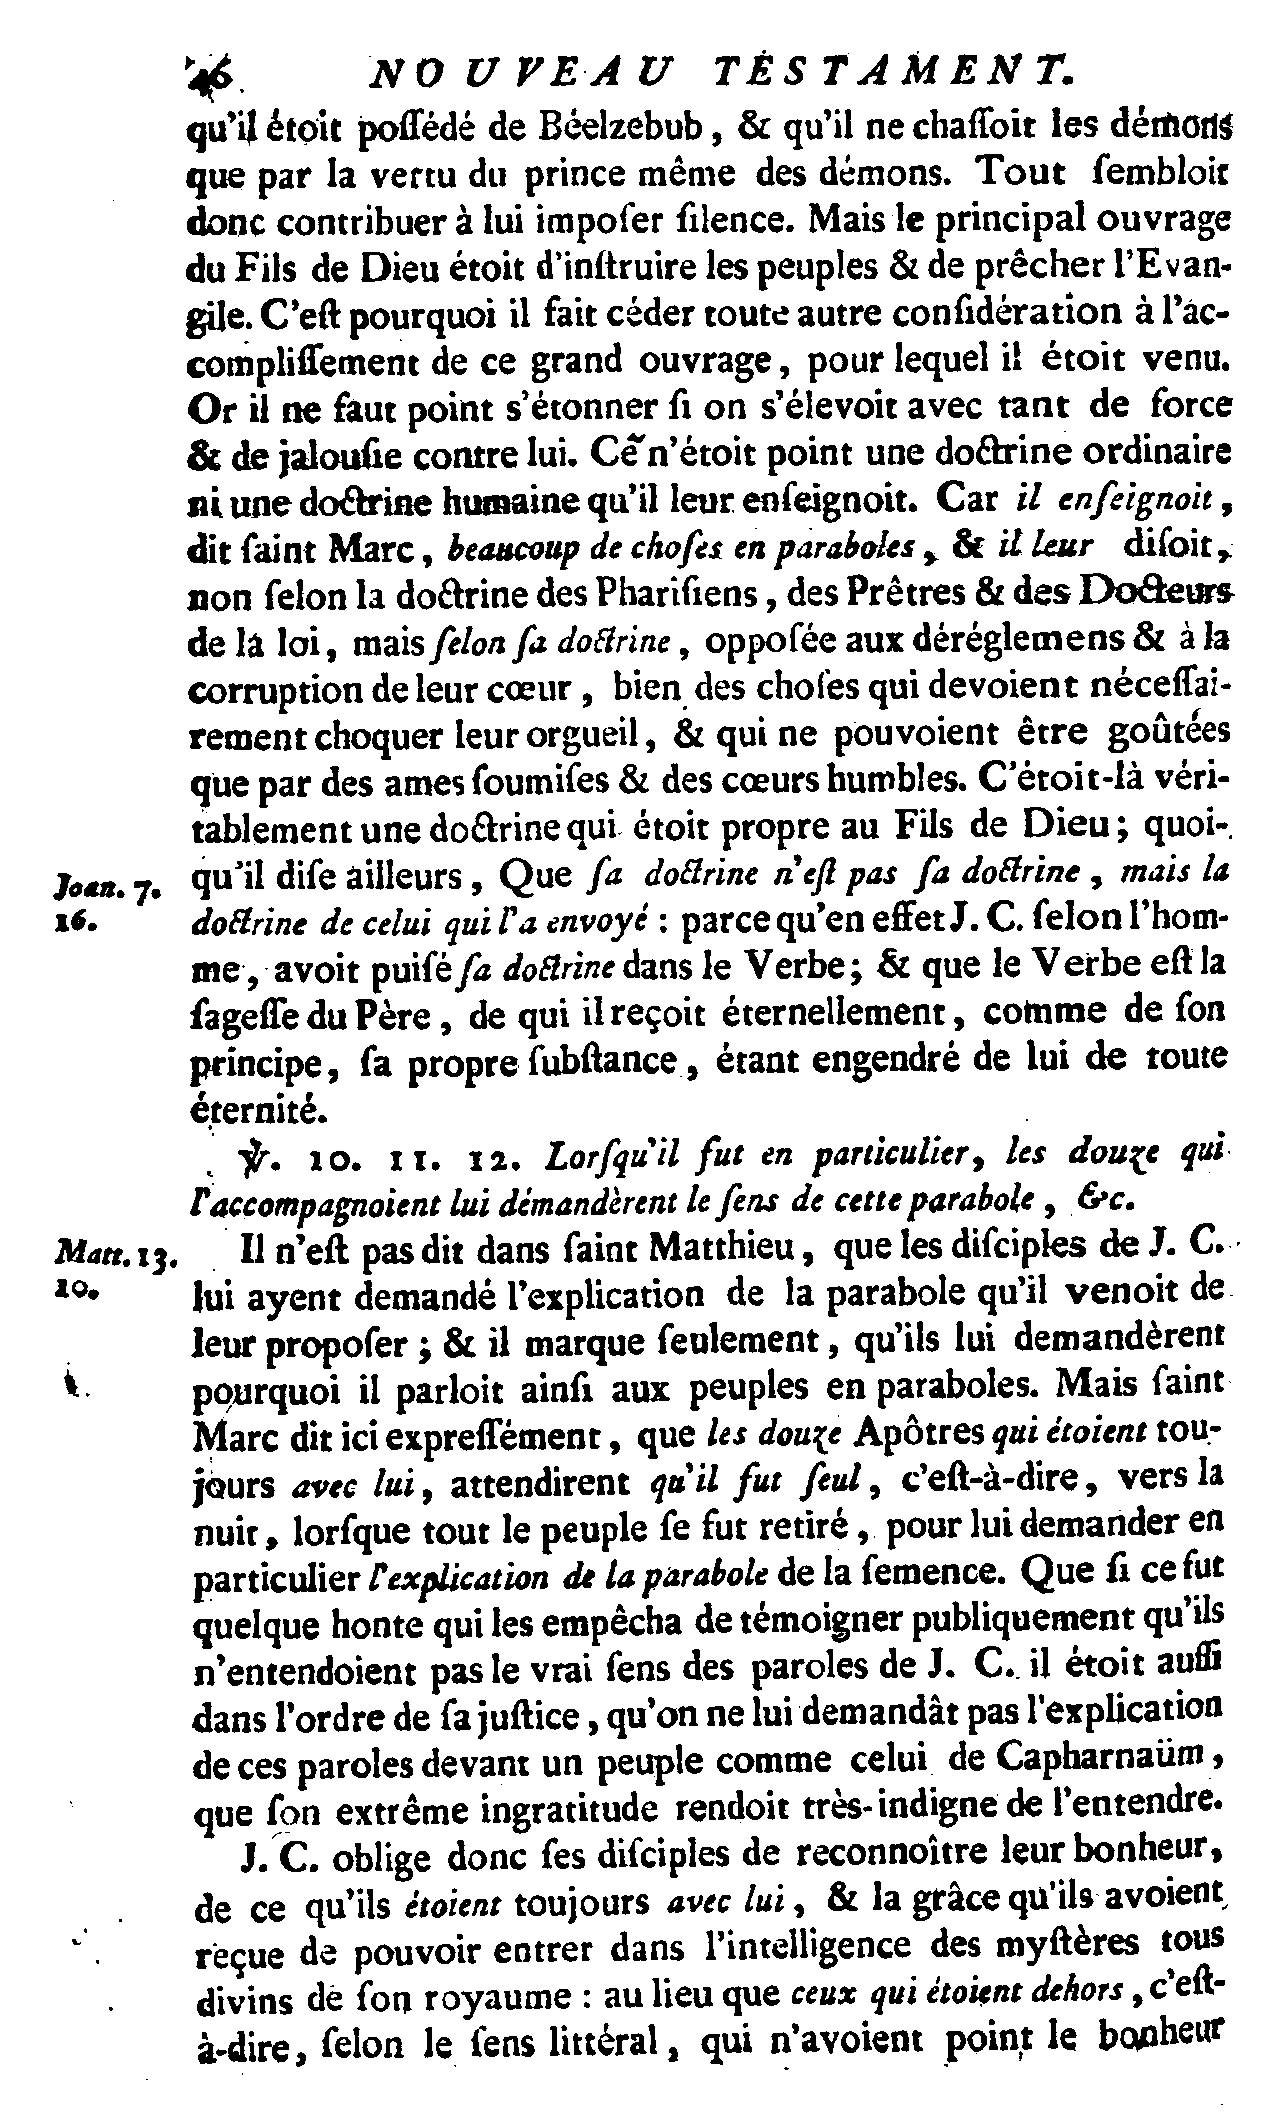 46. NOUVEAU TESTAMENT.
qu'il étoit poſſédé de Béelzebub, & qu'il ne chaſſoit les démons
que par la vertu du prince même des démons. Tout ſembloit
donc contribuer à lui impoſer ſilence. Mais le principal ouvrage
du Fils de Dieu étoit d'inſtruire les peuples & de prêcher l'Evan-
gile. C'eſt pourquoi il fait céder toute autre conſidération à l'ac-
compliſſement de ce grand ouvrage, pour lequel il étoit venu.
Or il ne faut point s'étonner ſi on s'élevoit avec tant de force
& de jalouſie contre lui. Ce n'étoit point une doctrine ordinaire
ni une doctrine humaine qu'il leur enſeignoit. Car il enſeignoit,
dit ſaint Marc, beaucoup de choſes en paraboles, & il leur diſoit,
non ſelon la doctrine des Phariſiens, des Prêtres & des Docteurs
de la loi, mais ſelon ſa doctrine, oppoſée aux déréglemens & à la
corruption de leur cœur, bien des choſes qui devoient néceſſai-
rement choquer leur orgueil, & qui ne pouvoient être goûtées
que par des ames ſoumiſes & des cœurs humbles. C'étoit-là véri-
tablement une doctrine qui étoit propre au Fils de Dieu; quoi-
Joan. 7. qu'il diſe ailleurs, Que ſa doctrine n'eſt pas ſa doctrine, mais la
16. doctrine de celui qui l'a envoyé : parce qu'en effet J. C. ſelon l'hom-
me, avoit puiſé ſa doctrine dans le Verbe; & que le Verbe eſt la
ſageſſe du Père, de qui il reçoit éternellement, comme de ſon
principe, ſa propre ſubſtance, étant engendré de lui de toute
éternité.
℣. 10. 11. 12. Lorſqu'il fut en particulier, les douze qui
l'accompagnoient lui démandèrent le ſens de cette parabole, &c.
Matt. 13. Il n'eſt pas dit dans ſaint Matthieu, que les diſciples de J. C.
10. lui ayent demandé l'explication de la parabole qu'il venoit de
leur propoſer; & il marque ſeulement, qu'ils lui demandèrent
pourquoi il parloit ainſi aux peuples en paraboles. Mais ſaint
Marc dit ici expreſſément, que les douze Apôtres qui étoient tou-
jours avec lui, attendirent qu'il fut ſeul, c'eſt-à-dire, vers la
nuit, lorſque tout le peuple ſe fut retiré, pour lui demander en
particulier l'explication de la parabole de la ſemence. Que ſi ce fut
quelque honte qui les empêcha de témoigner publiquement qu'ils
n'entendoient pas le vrai ſens des paroles de J. C. il étoit auſſi
dans l'ordre de ſa juſtice, qu'on ne lui demandât pas l'explication
de ces paroles devant un peuple comme celui de Capharnaüm,
que ſon extrême ingratitude rendoit très-indigne de l'entendre.
J. C. oblige donc ſes diſciples de reconnoître leur bonheur,
de ce qu'ils étoient toujours avec lui, & la grâce qu'ils avoient
reçue de pouvoir entrer dans l'intelligence des myſtères tous
divins de ſon royaume : au lieu que ceux qui étoient dehors, c'eſt-
à-dire, ſelon le ſens littéral, qui n'avoient point le bonheur